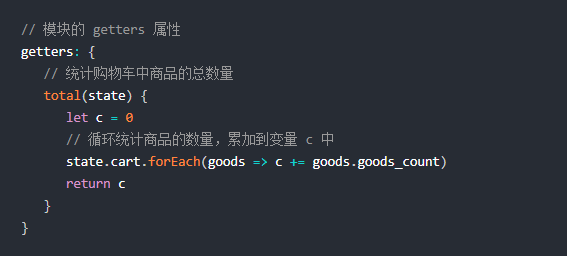 // 模块的 getters 属性
getters: {
// 统计购物车中商品的总数量
total(state) {
let c = 0
// 循环统计商品的数量，累加到变量 c 中
state.cart.forEach(goods => c += goods.goods_count)
return c
}
}